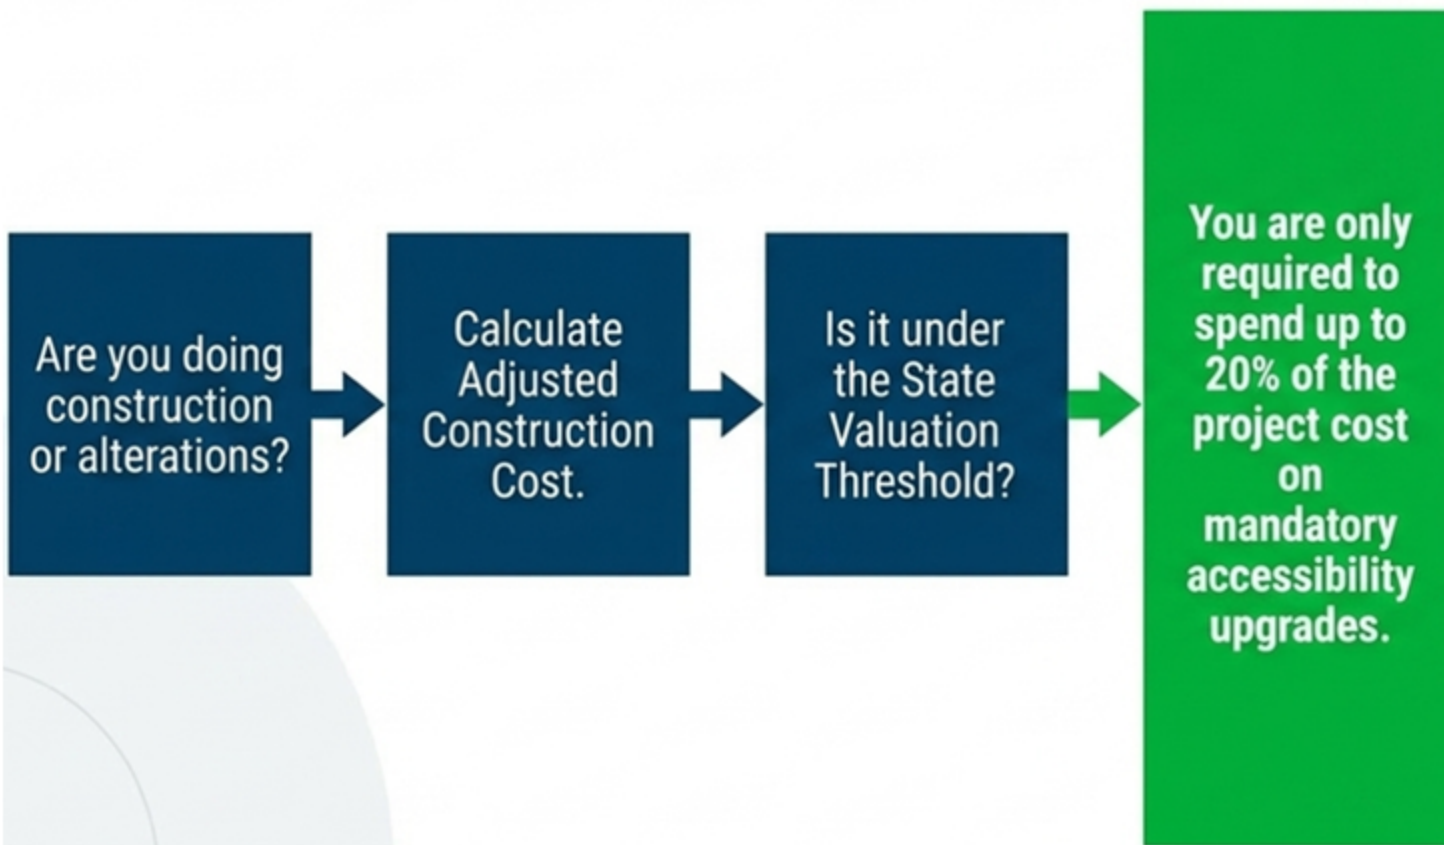 Are you doing
construction
or alterations?
Calculate
Adjusted
Construction
Cost.
Is it under
the State
Valuation
Threshold?
You are only
required to
spend up to
20% of the
project cost
on
mandatory
accessibility
upgrades.